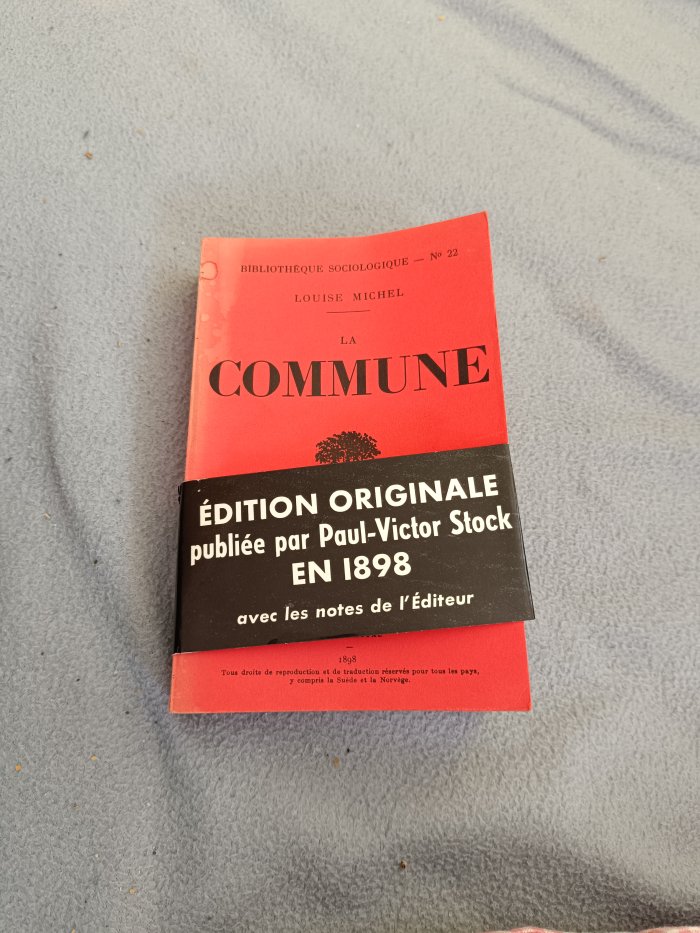 BIBLIOTHÈQUE SOCIOLOGIQUE — Nº 22
LOUISE MICHEL
LA
COMMUNE
ÉDITION ORIGINALE
publiée par Paul-Victor Stock
EN 1898
avec les notes de l'Éditeur
1898
Tous droits de reproduction et de traduction réservés pour tous les pays,
y compris la Suède et la Norvège.